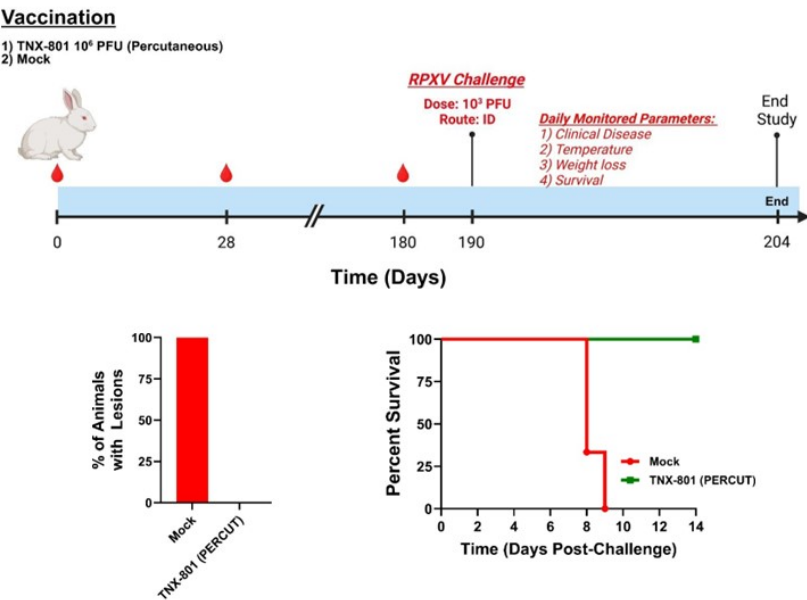 Vaccination
1) TNX-801 10⁶ PFU (Percutaneous)
2) Mock
RPXV Challenge
Dose: 10³ PFU
Route: ID
Daily Monitored Parameters:
1) Clinical Disease
2) Temperature
3) Weight loss
4) Survival
End
Study
End
0
28
180
190
204
Time (Days)
% of Animals
with Lesions
100
75
50
25
0
Mock
TNX-801 (PERCUT)
Percent Survival
100
75
50
25
0
Mock
TNX-801 (PERCUT)
0 2 4 6 8 10 12 14
Time (Days Post-Challenge)